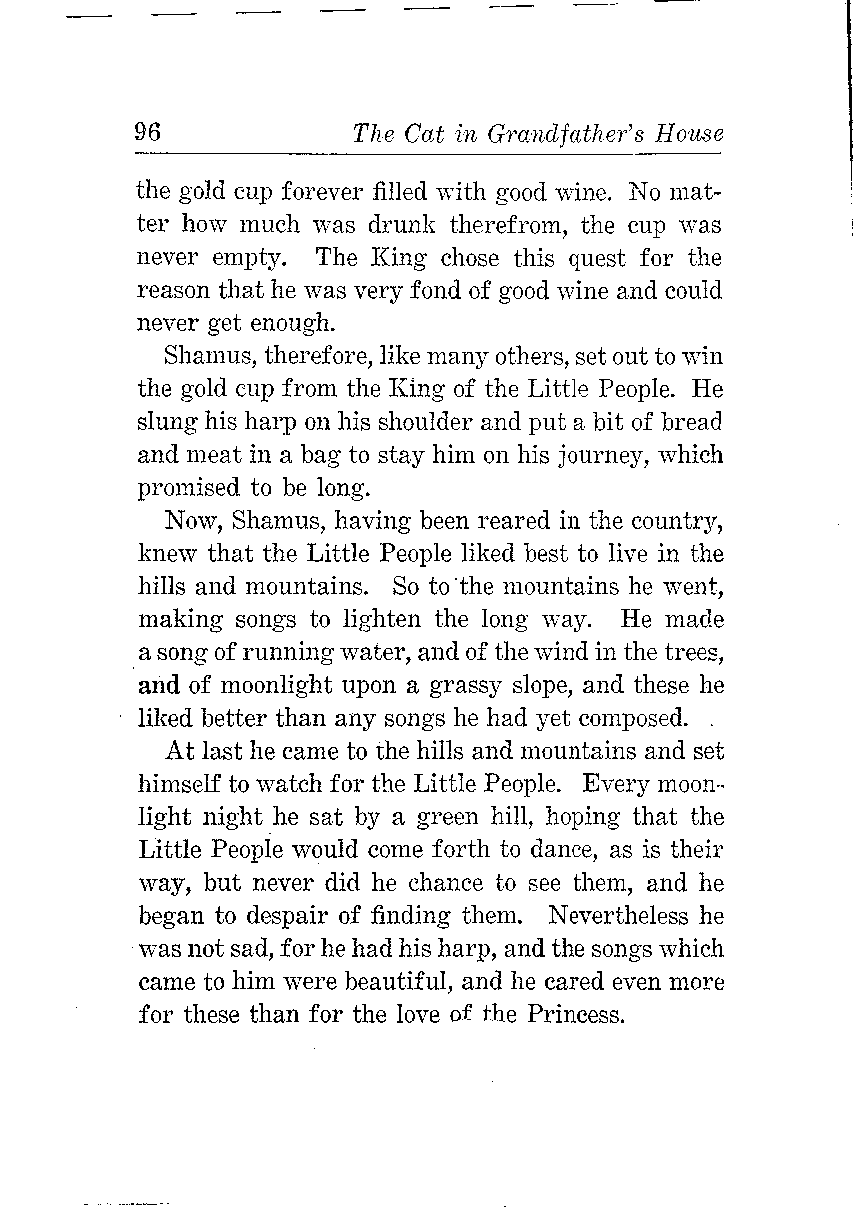 96 The Cat in Grandfather's House
the gold cup forever filled with good wine. No mat-
ter how much was drunk therefrom, the cup was
never empty. The King chose this quest for the
reason that he was very fond of good wine and could
never get enough.
Shamus, therefore, like many others, set out to win
the gold cup from the King of the Little People. He
slung his harp on his shoulder and put a bit of bread
and meat in a bag to stay him on his journey, which
promised to be long.
Now, Shamus, having been reared in the country,
knew that the Little People liked best to live in the
hills and mountains. So to the mountains he went,
making songs to lighten the long way. He made
a song of running water, and of the wind in the trees,
and of moonlight upon a grassy slope, and these he
liked better than any songs he had yet composed.
At last he came to the hills and mountains and set
himself to watch for the Little People. Every moon-
light night he sat by a green hill, hoping that the
Little People would come forth to dance, as is their
way, but never did he chance to see them, and he
began to despair of finding them. Nevertheless he
was not sad, for he had his harp, and the songs which
came to him were beautiful, and he cared even more
for these than for the love of the Princess.